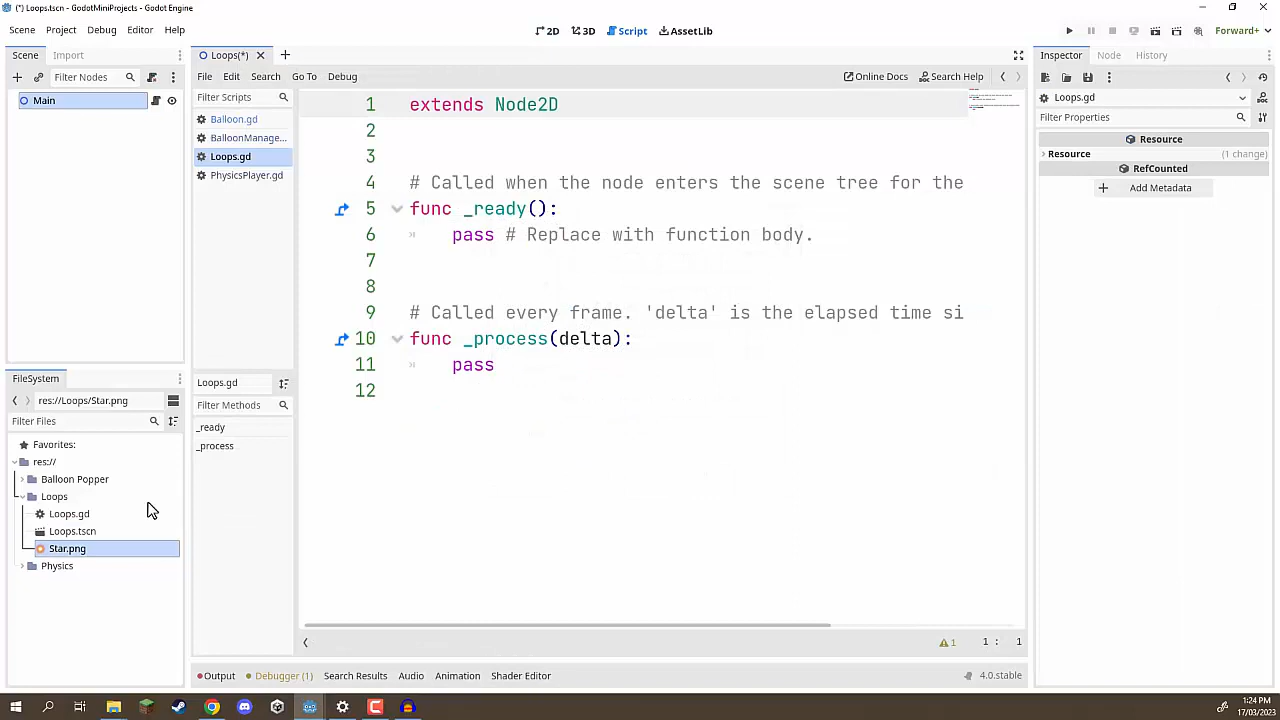 (*) Loops.tscn - GodotMiniProjects - Godot Engine
Scene Project Debug Editor Help
2D 3D Script AssetLib
Forward+
Scene Import
Filter Nodes
Main
Loops(*)
File Edit Search Go To Debug
Online Docs Search Help
Filter Scripts
Balloon.gd
BalloonManage...
Loops.gd
PhysicsPlayer.gd
Loops.gd
Filter Methods
_ready
_process
1 extends Node2D
2
3
4 # Called when the node enters the scene tree for the
5 func _ready():
6 pass # Replace with function body.
7
8
9 # Called every frame. 'delta' is the elapsed time si
10 func _process(delta):
11 pass
12
1 1 : 1
Inspector Node History
Loops.gd
Filter Properties
Resource
Resource (1 change)
RefCounted
Add Metadata
FileSystem
res://Loops/Star.png
Filter Files
Favorites:
res://
Balloon Popper
Loops
Loops.gd
Loops.tscn
Star.png
Physics
Output Debugger (1) Search Results Audio Animation Shader Editor
4.0.stable
1:24 PM
17/03/2023